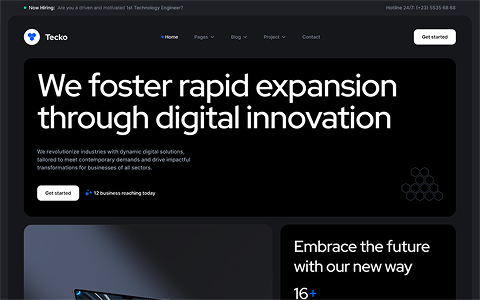 Now Hiring: Are you a driven and motivated 1st Technology Engineer?
Hotline 24/7: (+23) 5535 68 68
Tecko
Home
Pages
Blog
Project
Contact
Get started
We foster rapid expansion
through digital innovation
We revolutionize industries with dynamic digital solutions,
tailored to meet contemporary demands and drive impactful
transformations for businesses of all sectors.
Get started
12 business reaching today
Embrace the future
with our new way
16+